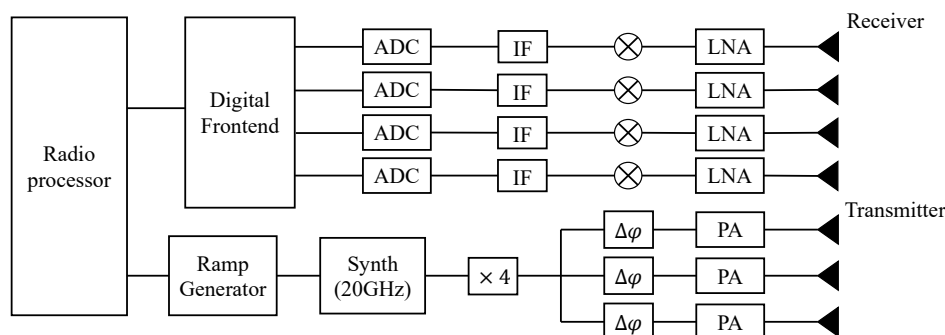 Receiver
ADC IF LNA
ADC IF LNA
Digital
Frontend
ADC IF LNA
Radio
processor
ADC IF LNA
Transmitter
Δφ PA
Ramp
Generator
Synth
(20GHz)
× 4
Δφ PA
Δφ PA